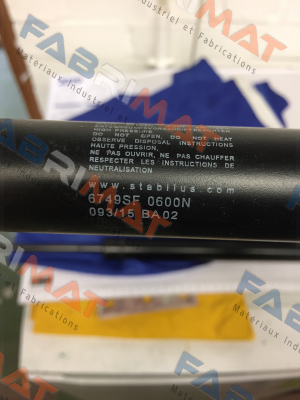 HIGH PRESSURE
DO NOT OPEN, DO NOT HEAT
OBSERVE DISPOSAL INSTRUCTIONS
HAUTE PRESSION,
NE PAS OUVRIR, NE PAS CHAUFFER
RESPECTER LES INSTRUCTIONS DE
NEUTRALISATION
www.stabilus.com
6749SF 0600N
093/15 BA02
FABRIMAT
Matériaux Industriels et Fabrications